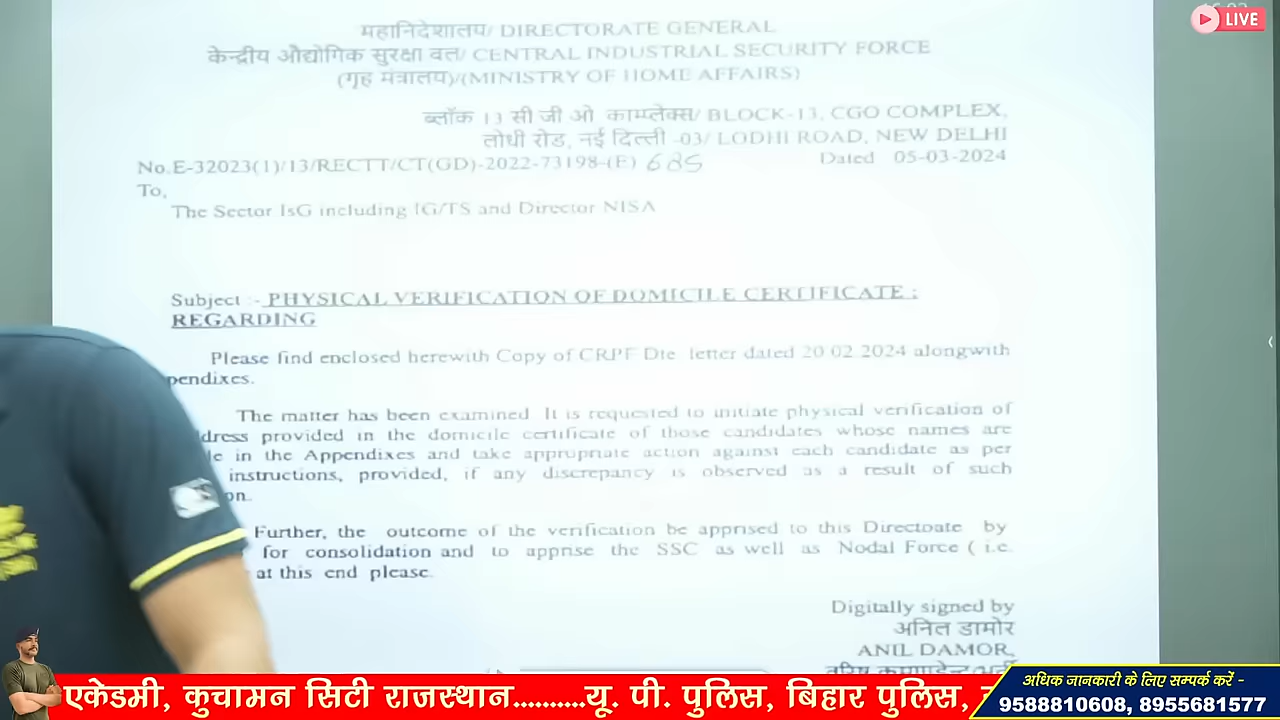 LIVE
महानिदेशालय/ DIRECTORATE GENERAL
केन्द्रीय औद्योगिक सुरक्षा बल/ CENTRAL INDUSTRIAL SECURITY FORCE
(गृह मंत्रालय)/(MINISTRY OF HOME AFFAIRS)
ब्लॉक 13 सी जी ओ काम्प्लेक्स/ BLOCK-13, CGO COMPLEX,
लोधी रोड, नई दिल्ली -03/ LODHI ROAD, NEW DELHI
No.E-32023(1)/13/RECTT/CT(GD)-2022-73198-(E) 685 Dated 05-03-2024
To,
The Sector IsG including IG/TS and Director NISA
Subject :- PHYSICAL VERIFICATION OF DOMICILE CERTIFICATE :
REGARDING
Please find enclosed herewith Copy of CRPF Dte letter dated 20 02 2024 alongwith
pendixes.
The matter has been examined. It is requested to initiate physical verification of
dress provided in the domicile certificate of those candidates whose names are
le in the Appendixes and take appropriate action against each candidate as per
instructions, provided, if any discrepancy is observed as a result of such
on.
Further, the outcome of the verification be apprised to this Directoate by
for consolidation and to apprise the SSC as well as Nodal Force ( i.e.
at this end please.
Digitally signed by
अनिल डामोर
ANIL DAMOR,
वरिष्ठ कमाण्डेन्ट/भर्ती
एकेडमी, कुचामन सिटी राजस्थान..........यू. पी. पुलिस, बिहार पुलिस,
अधिक जानकारी के लिए सम्पर्क करें -
9588810608, 8955681577